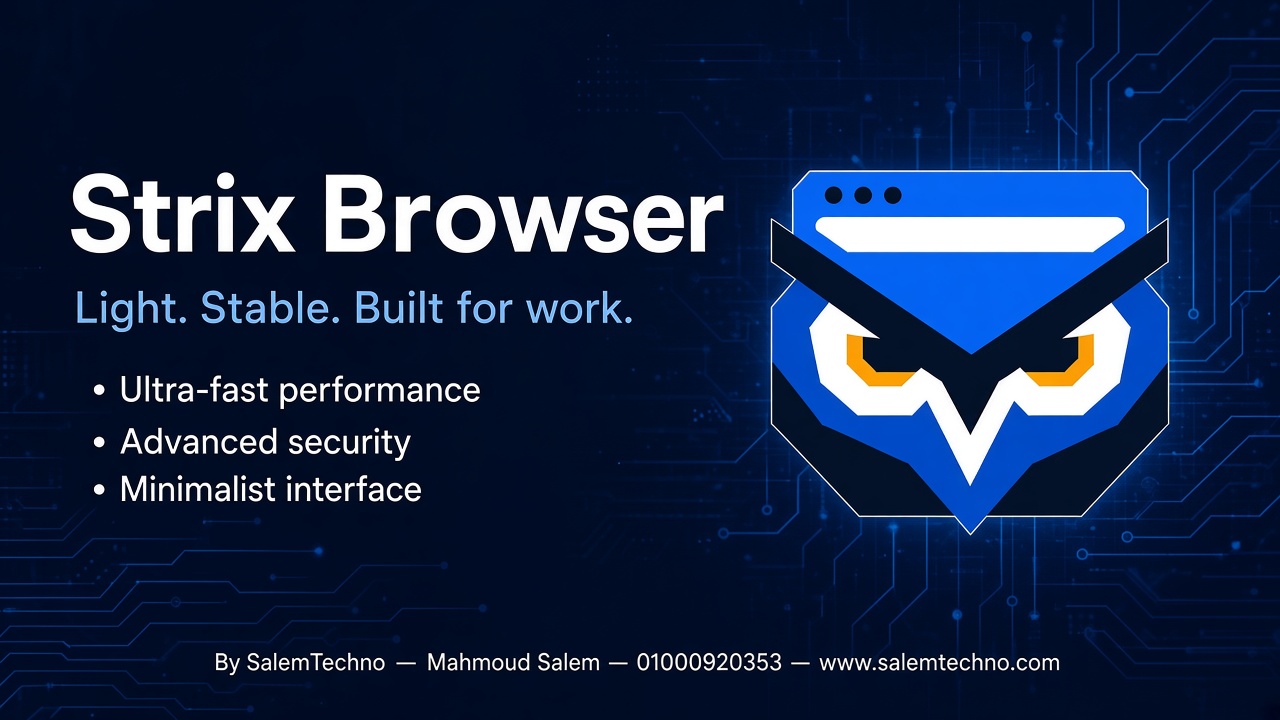 Strix Browser
Light. Stable. Built for work.
• Ultra-fast performance
• Advanced security
• Minimalist interface
By SalemTechno — Mahmoud Salem — 01000920353 — www.salemtechno.com